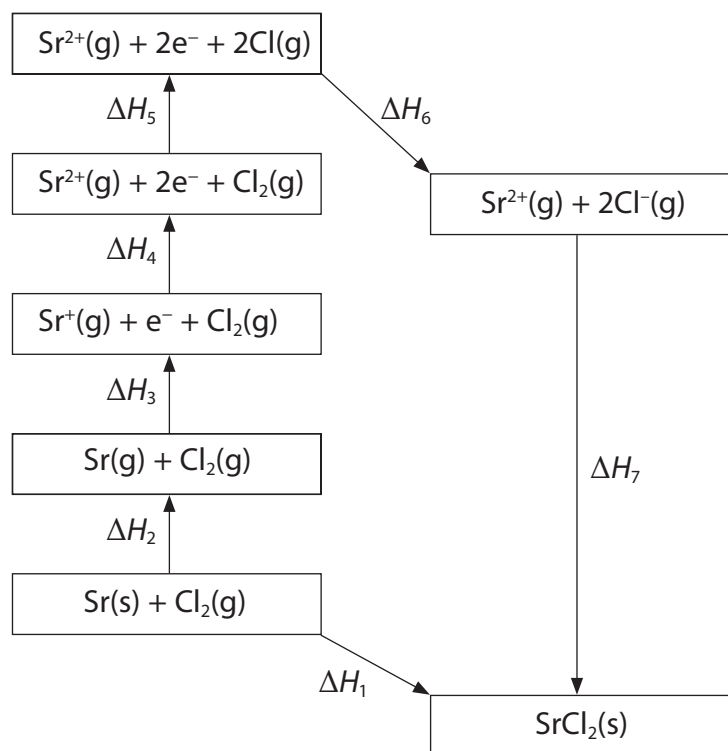 Sr²⁺(g) + 2e⁻ + 2Cl(g)
ΔH₅
ΔH₆
Sr²⁺(g) + 2e⁻ + Cl₂(g)
Sr²⁺(g) + 2Cl⁻(g)
ΔH₄
Sr⁺(g) + e⁻ + Cl₂(g)
ΔH₃
Sr(g) + Cl₂(g)
ΔH₇
ΔH₂
Sr(s) + Cl₂(g)
ΔH₁
SrCl₂(s)